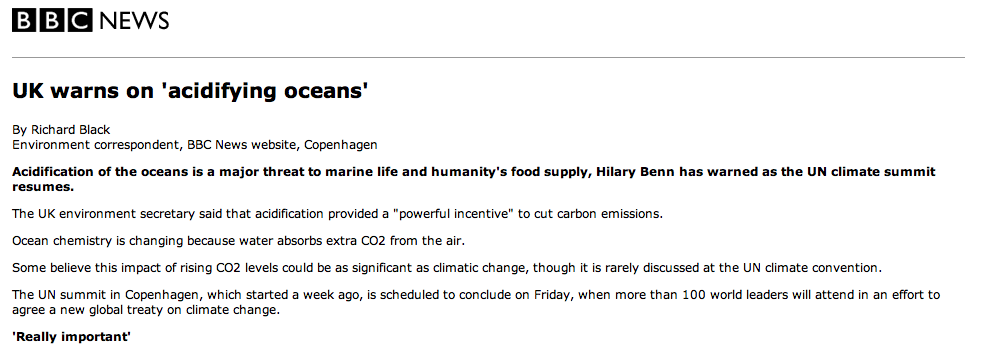 BBC NEWS
UK warns on 'acidifying oceans'
By Richard Black
Environment correspondent, BBC News website, Copenhagen
Acidification of the oceans is a major threat to marine life and humanity's food supply, Hilary Benn has warned as the UN climate summit
resumes.
The UK environment secretary said that acidification provided a "powerful incentive" to cut carbon emissions.
Ocean chemistry is changing because water absorbs extra CO2 from the air.
Some believe this impact of rising CO2 levels could be as significant as climatic change, though it is rarely discussed at the UN climate convention.
The UN summit in Copenhagen, which started a week ago, is scheduled to conclude on Friday, when more than 100 world leaders will attend in an effort to
agree a new global treaty on climate change.
'Really important'